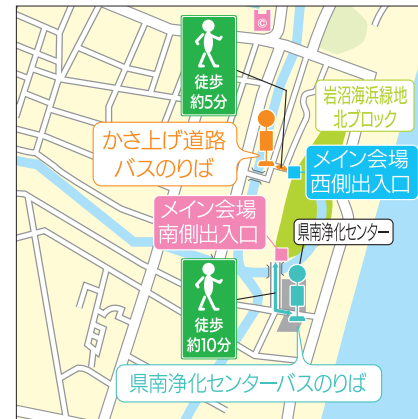 徒歩
約5分
岩沼海浜緑地
北ブロック
かさ上げ道路
バスのりば
メイン会場
西側出入口
メイン会場
南側出入口
県南浄化センター
徒歩
約10分
県南浄化センターバスのりば